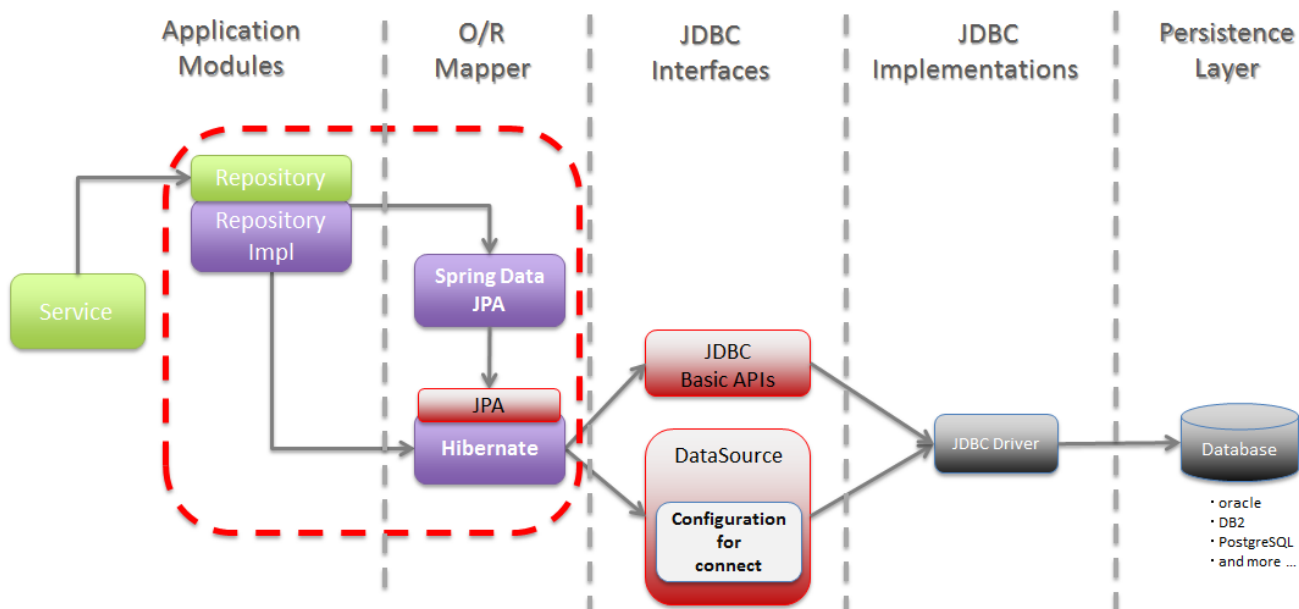 Application
Modules
O/R
Mapper
JDBC
Interfaces
JDBC
Implementations
Persistence
Layer
Repository
Repository
Impl
Service
Spring Data
JPA
JPA
Hibernate
JDBC
Basic APIs
DataSource
Configuration
for
connect
JDBC Driver
Database
・oracle
・DB2
・PostgreSQL
・and more ...